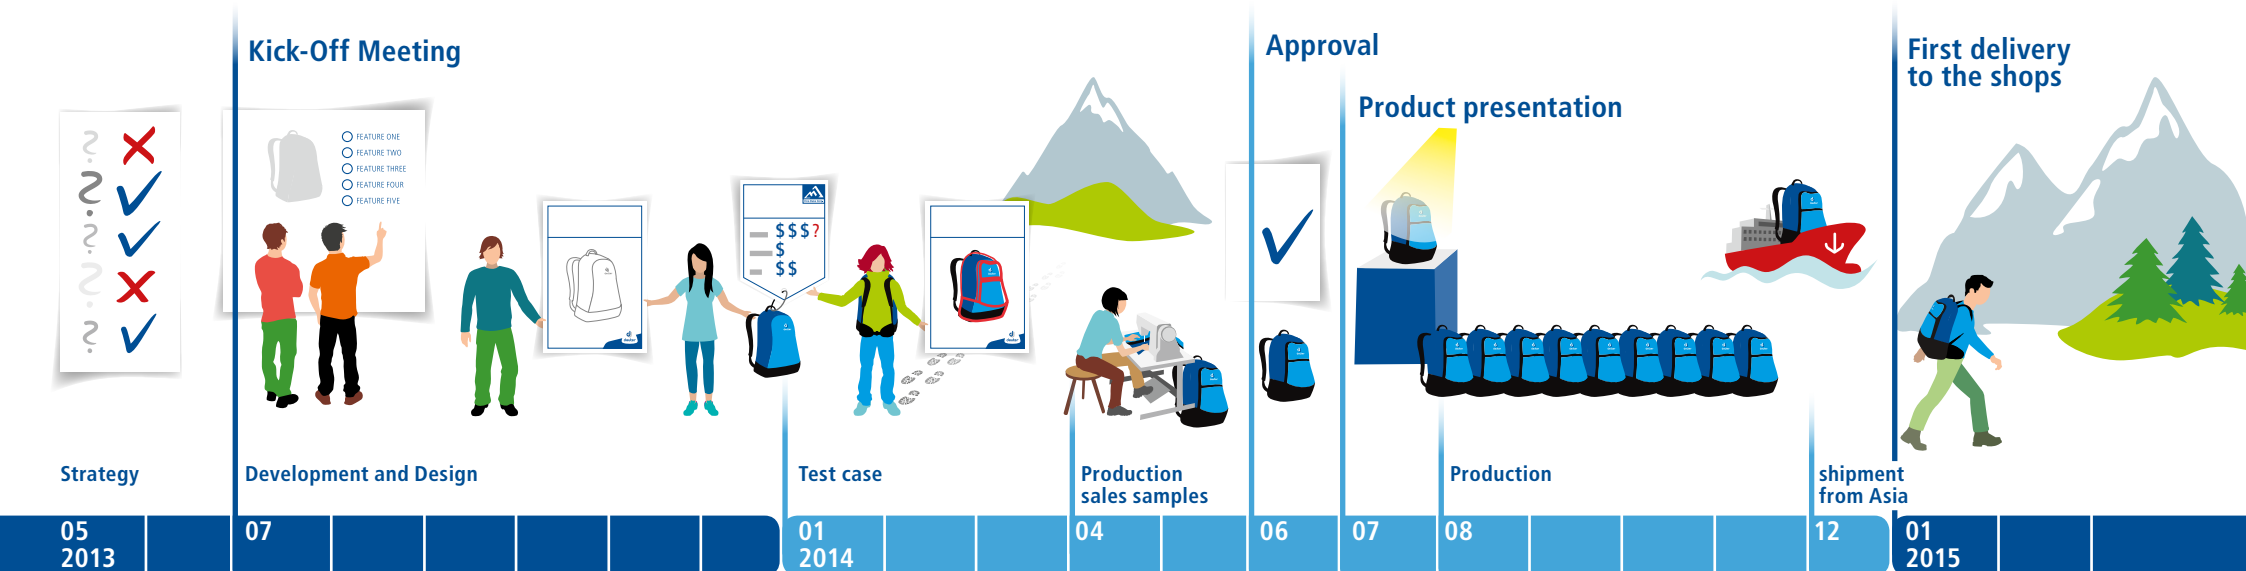 Kick-Off Meeting
Approval
Product presentation
First delivery
to the shops
FEATURE ONE
FEATURE TWO
FEATURE THREE
FEATURE FOUR
FEATURE FIVE
$$$?
$
$$
deuter
deuter
Strategy
Development and Design
Test case
Production
sales samples
Production
shipment
from Asia
05
2013
07
01
2014
04
06
07
08
12
01
2015